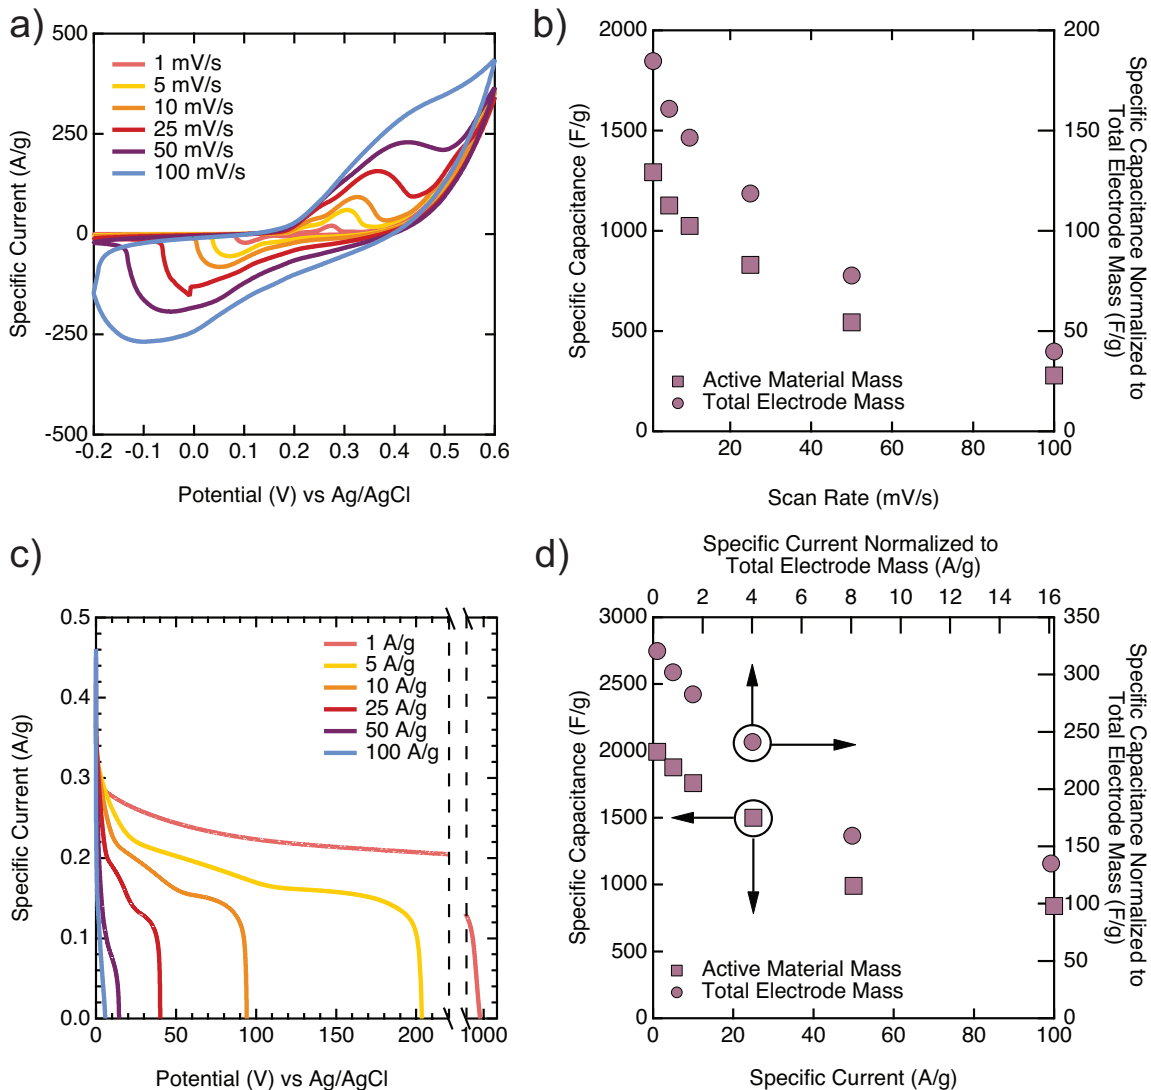 a)
500
250
0
-250
-500
Specific Current (A/g)
1 mV/s
5 mV/s
10 mV/s
25 mV/s
50 mV/s
100 mV/s
-0.2 -0.1 0.0 0.1 0.2 0.3 0.4 0.5 0.6
Potential (V) vs Ag/AgCl
b)
2000
1500
1000
500
0
Specific Capacitance (F/g)
200
150
100
50
0
Specific Capacitance Normalized to
Total Electrode Mass (F/g)
Active Material Mass
Total Electrode Mass
20 40 60 80 100
Scan Rate (mV/s)
c)
0.5
0.4
0.3
0.2
0.1
0.0
Specific Current (A/g)
1 A/g
5 A/g
10 A/g
25 A/g
50 A/g
100 A/g
0 50 100 150 200 1000
Potential (V) vs Ag/AgCl
d)
Specific Current Normalized to
Total Electrode Mass (A/g)
0 2 4 6 8 10 12 14 16
3000
2500
2000
1500
1000
500
0
Specific Capacitance (F/g)
350
300
250
200
150
100
50
0
Specific Capacitance Normalized to
Total Electrode Mass (F/g)
Active Material Mass
Total Electrode Mass
0 20 40 60 80 100
Specific Current (A/g)